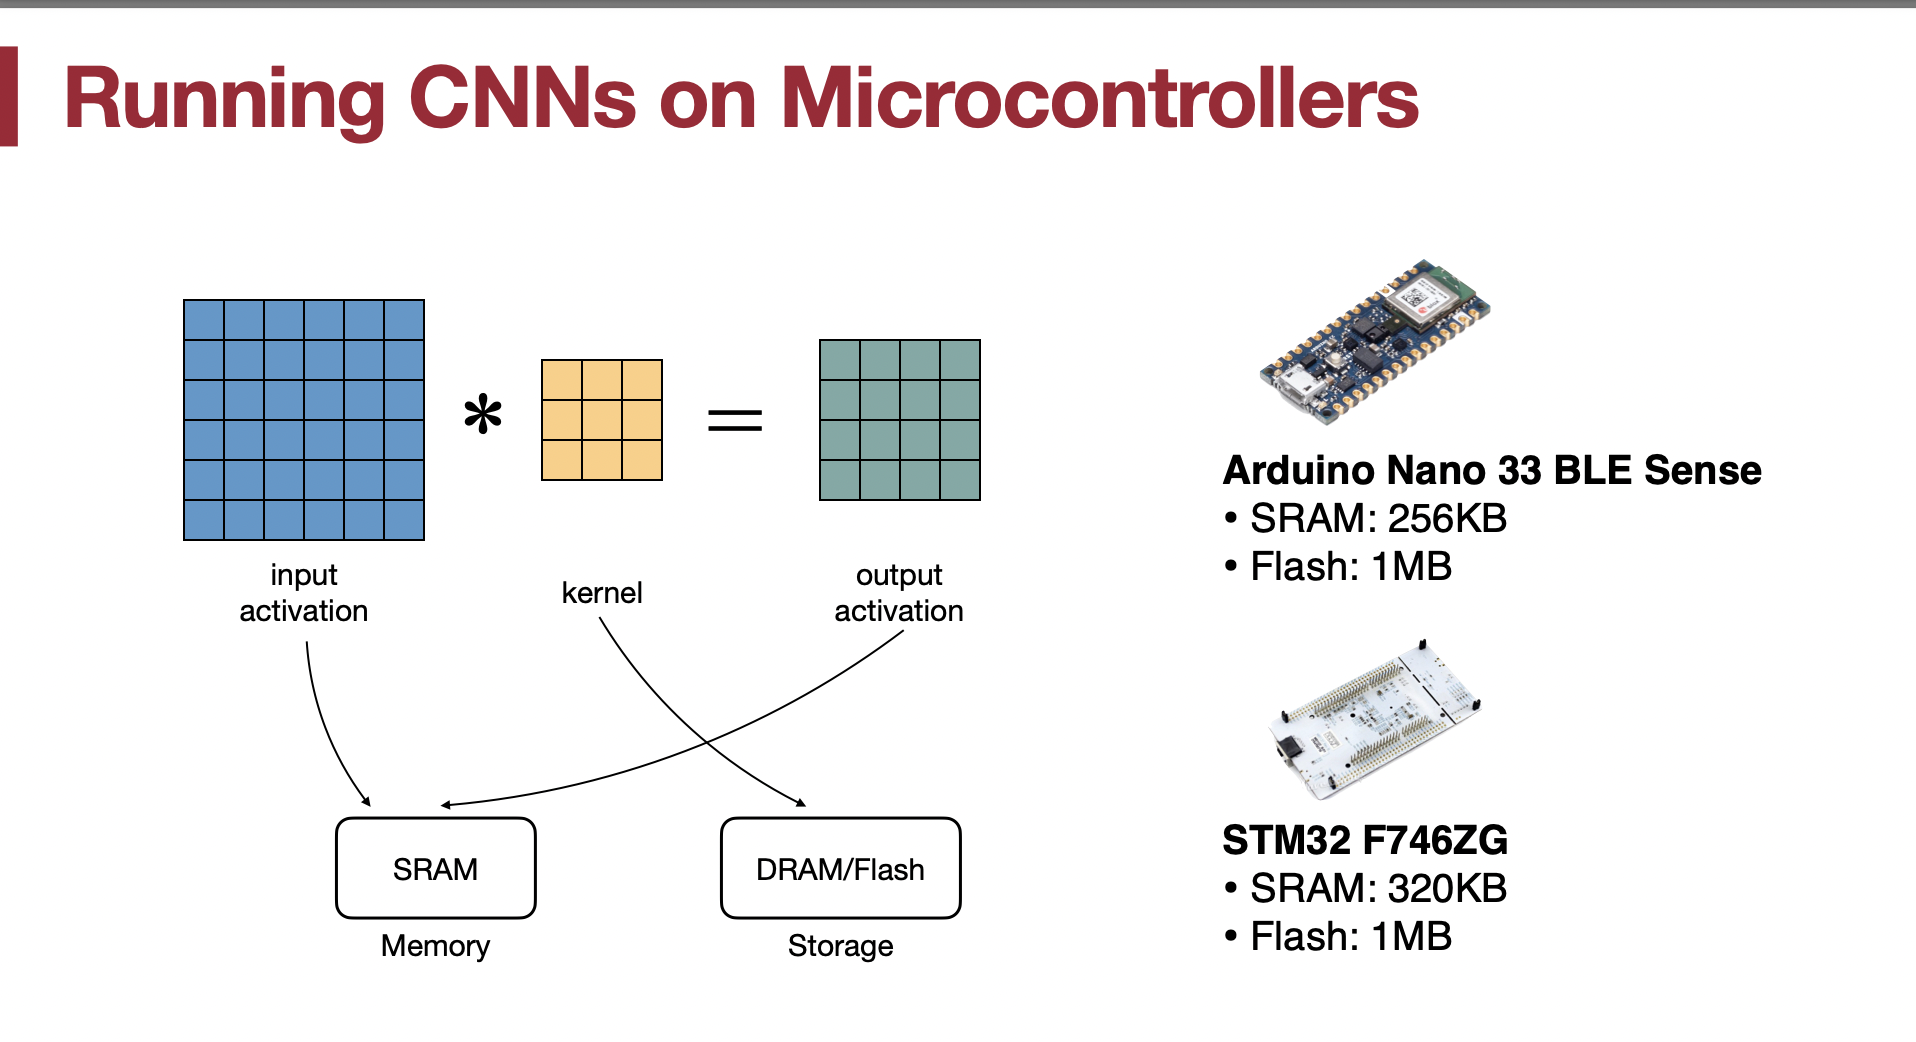 Running CNNs on Microcontrollers
*
=
input
activation
kernel
output
activation
SRAM
Memory
DRAM/Flash
Storage
Arduino Nano 33 BLE Sense
• SRAM: 256KB
• Flash: 1MB
STM32 F746ZG
• SRAM: 320KB
• Flash: 1MB